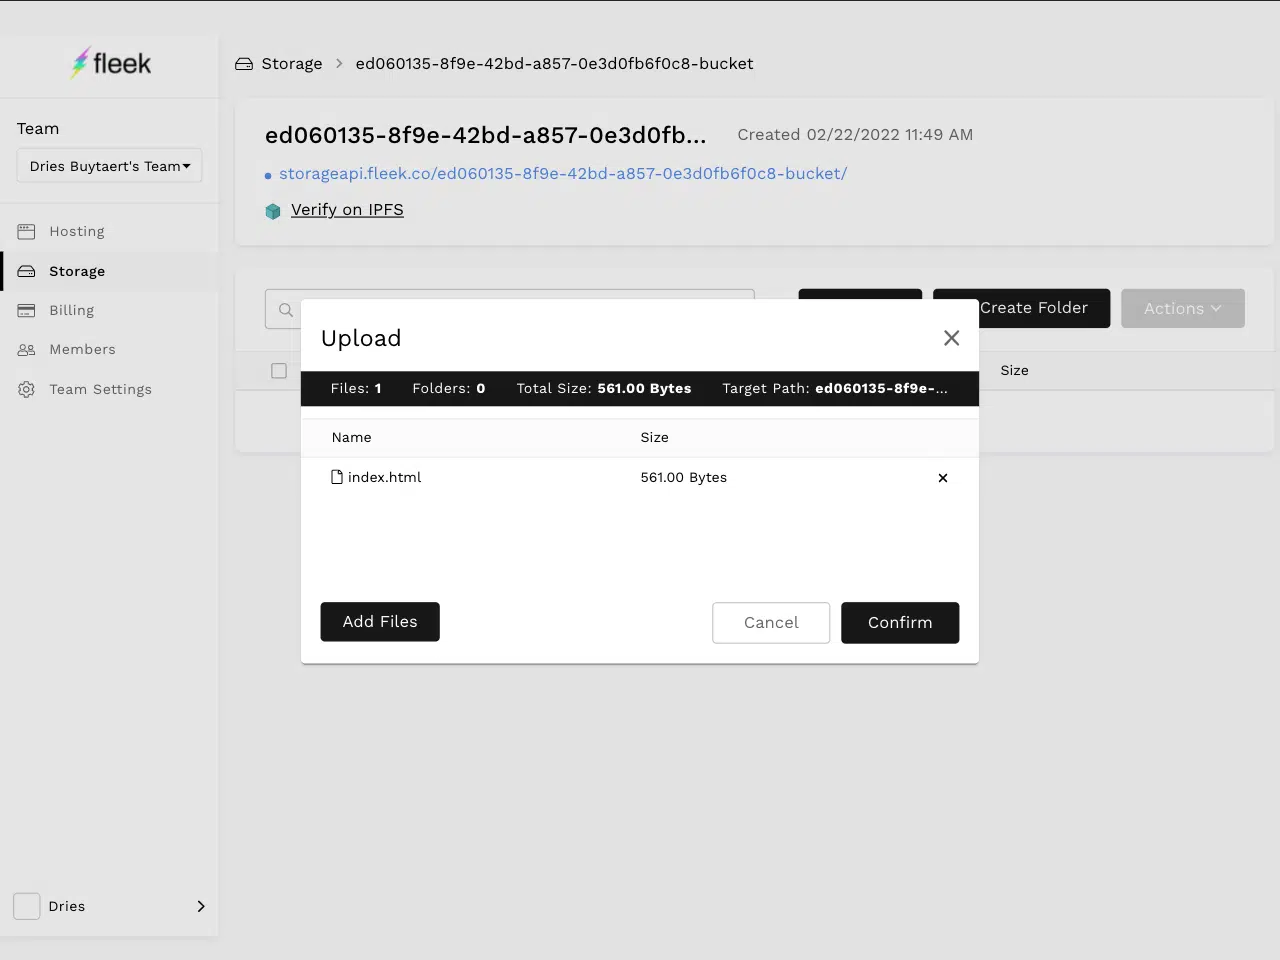 fleek
Storage > ed060135-8f9e-42bd-a857-0e3d0fb6f0c8-bucket
Team
Dries Buytaert's Team
Hosting
Storage
Billing
Members
Team Settings
Dries
ed060135-8f9e-42bd-a857-0e3d0fb... Created 02/22/2022 11:49 AM
storageapi.fleek.co/ed060135-8f9e-42bd-a857-0e3d0fb6f0c8-bucket/
Verify on IPFS
Create Folder Actions
Size
Upload
Files: 1 Folders: 0 Total Size: 561.00 Bytes Target Path: ed060135-8f9e-...
Name Size
index.html 561.00 Bytes
Add Files Cancel Confirm